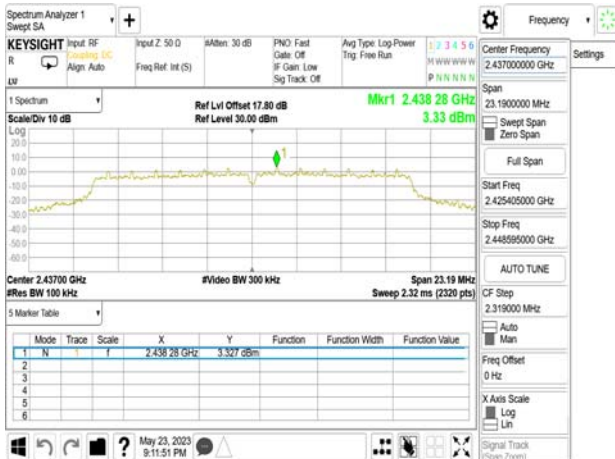 Spectrum Analyzer 1
Swept SA
Frequency
KEYSIGHT Input: RF
Coupling: DC
Align: Auto
R
LXI
Input Z: 50 Ω
Freq Ref: Int (S)
#Atten: 30 dB
PNO: Fast
Gate: Off
IF Gain: Low
Sig Track: Off
Avg Type: Log-Power
Trig: Free Run
1 2 3 4 5 6
M W W W W W
P N N N N N
Center Frequency
2.437000000 GHz
Settings
1 Spectrum
Scale/Div 10 dB
Ref Lvl Offset 17.80 dB
Ref Level 30.00 dBm
Mkr1 2.438 28 GHz
3.33 dBm
Span
23.1900000 MHz
Swept Span
Zero Span
Full Span
Log
20.0
10.0
0.00
-10.0
-20.0
-30.0
-40.0
-50.0
-60.0
1
Start Freq
2.425405000 GHz
Stop Freq
2.448595000 GHz
AUTO TUNE
Center 2.43700 GHz
#Video BW 300 kHz
Span 23.19 MHz
#Res BW 100 kHz
Sweep 2.32 ms (2320 pts)
CF Step
2.319000 MHz
Auto
Man
5 Marker Table
Mode Trace Scale X Y Function Function Width Function Value
1 N 1 f 2.438 28 GHz 3.327 dBm
2
3
4
5
6
Freq Offset
0 Hz
X Axis Scale
Log
Lin
Signal Track
(Span Zoom)
May 23, 2023
9:11:51 PM